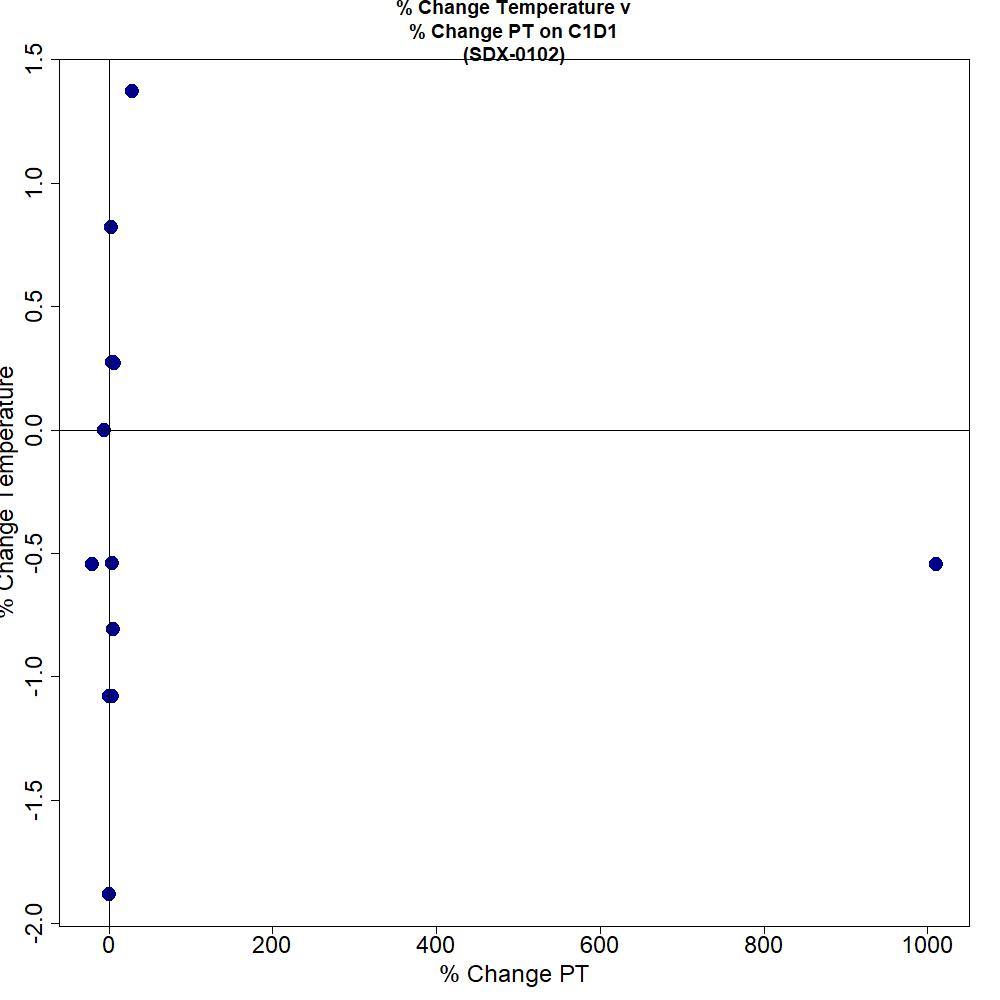 % Change Temperature v
% Change PT on C1D1
(SDX-0102)
1.5
1.0
0.5
0.0
-0.5
-1.0
-1.5
-2.0
% Change Temperature
0 200 400 600 800 1000
% Change PT